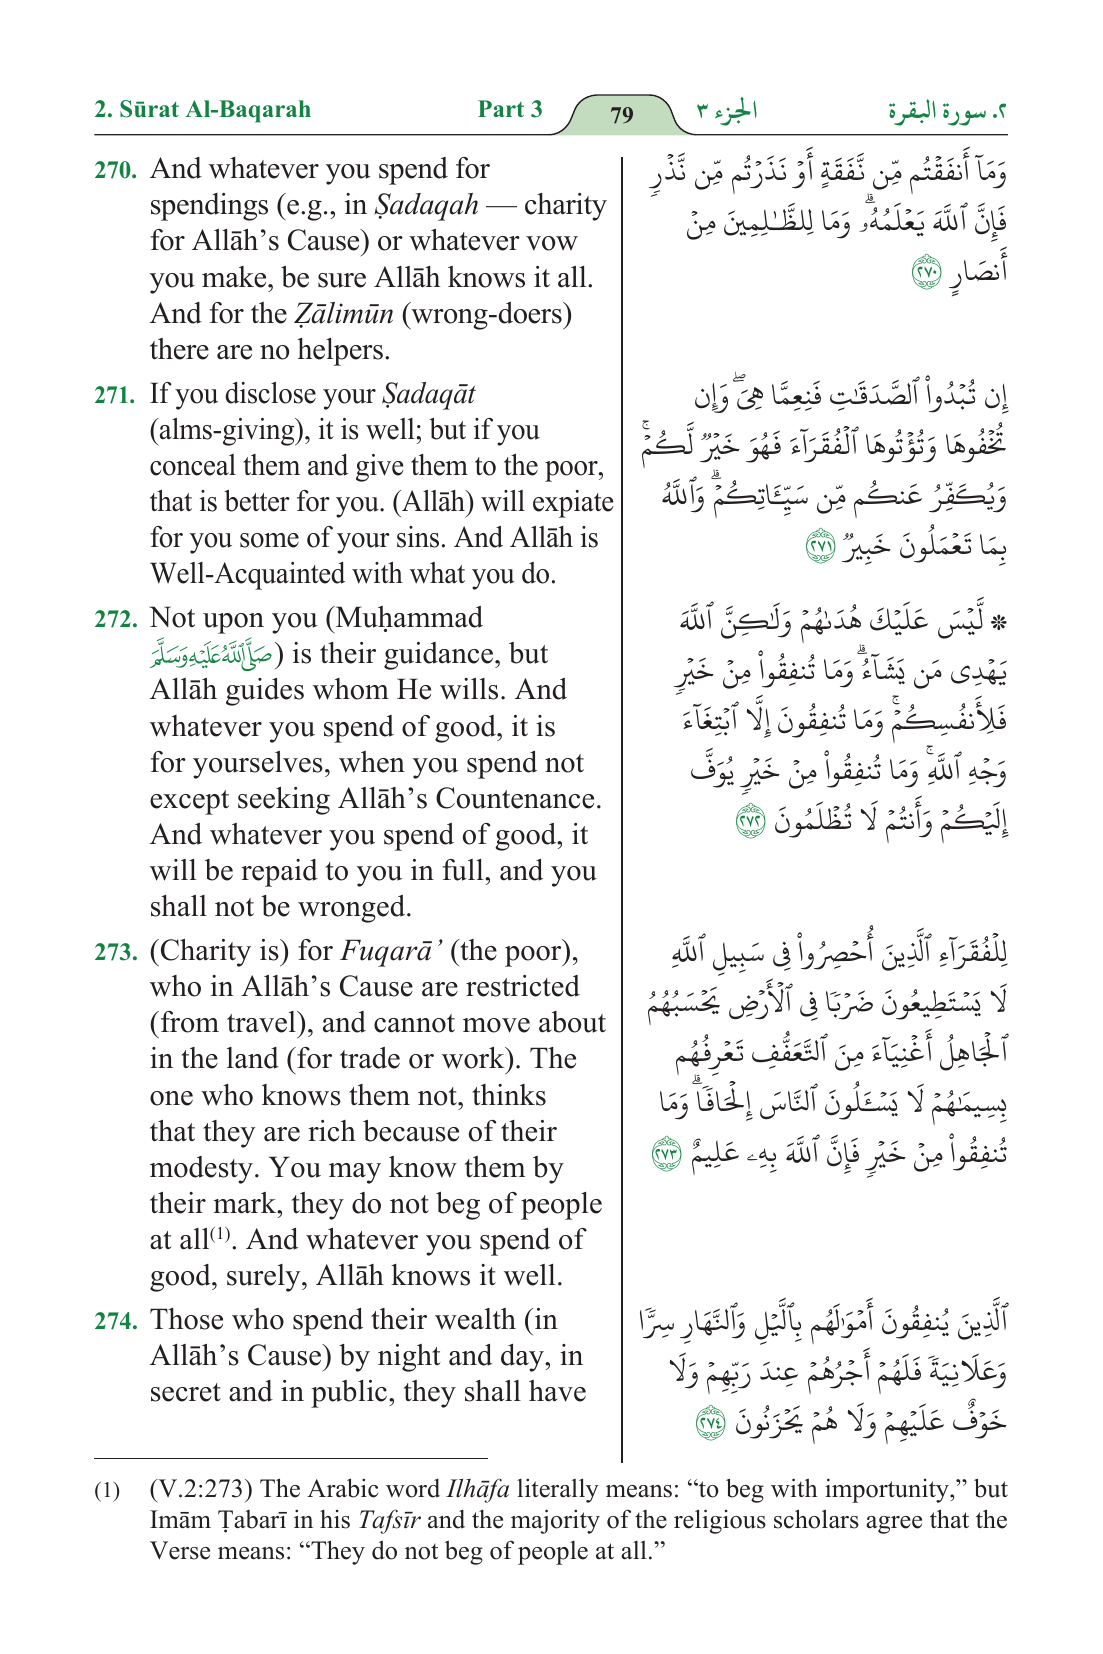 2. Sūrat Al-Baqarah
Part 3
79
الجزء ٣
٢. سورة البقرة
270. And whatever you spend for
spendings (e.g., in Ṣadaqah — charity
for Allāh’s Cause) or whatever vow
you make, be sure Allāh knows it all.
And for the Ẓālimūn (wrong-doers)
there are no helpers.
271. If you disclose your Ṣadaqāt
(alms-giving), it is well; but if you
conceal them and give them to the poor,
that is better for you. (Allāh) will expiate
for you some of your sins. And Allāh is
Well-Acquainted with what you do.
272. Not upon you (Muḥammad
صَلَّى ٱللَّهُ عَلَيْهِ وَسَلَّمَ) is their guidance, but
Allāh guides whom He wills. And
whatever you spend of good, it is
for yourselves, when you spend not
except seeking Allāh’s Countenance.
And whatever you spend of good, it
will be repaid to you in full, and you
shall not be wronged.
273. (Charity is) for Fuqarā’ (the poor),
who in Allāh’s Cause are restricted
(from travel), and cannot move about
in the land (for trade or work). The
one who knows them not, thinks
that they are rich because of their
modesty. You may know them by
their mark, they do not beg of people
at all(1). And whatever you spend of
good, surely, Allāh knows it well.
274. Those who spend their wealth (in
Allāh’s Cause) by night and day, in
secret and in public, they shall have
وَمَآ أَنفَقْتُم مِّن نَّفَقَةٍ أَوْ نَذَرْتُم مِّن نَّذْرٍ
فَإِنَّ ٱللَّهَ يَعْلَمُهُۥ ۗ وَمَا لِلظَّـٰلِمِينَ مِنْ
أَنصَارٍ ٢٧٠
إِن تُبْدُوا۟ ٱلصَّدَقَـٰتِ فَنِعِمَّا هِىَ ۖ وَإِن
تُخْفُوهَا وَتُؤْتُوهَا ٱلْفُقَرَآءَ فَهُوَ خَيْرٌ لَّكُمْ ۚ
وَيُكَفِّرُ عَنكُم مِّن سَيِّـَٔاتِكُمْ ۗ وَٱللَّهُ
بِمَا تَعْمَلُونَ خَبِيرٌ ٢٧١
۞ لَّيْسَ عَلَيْكَ هُدَىٰهُمْ وَلَـٰكِنَّ ٱللَّهَ
يَهْدِى مَن يَشَآءُ ۗ وَمَا تُنفِقُوا۟ مِنْ خَيْرٍ
فَلِأَنفُسِكُمْ ۚ وَمَا تُنفِقُونَ إِلَّا ٱبْتِغَآءَ
وَجْهِ ٱللَّهِ ۚ وَمَا تُنفِقُوا۟ مِنْ خَيْرٍ يُوَفَّ
إِلَيْكُمْ وَأَنتُمْ لَا تُظْلَمُونَ ٢٧٢
لِلْفُقَرَآءِ ٱلَّذِينَ أُحْصِرُوا۟ فِى سَبِيلِ ٱللَّهِ
لَا يَسْتَطِيعُونَ ضَرْبًا فِى ٱلْأَرْضِ يَحْسَبُهُمُ
ٱلْجَاهِلُ أَغْنِيَآءَ مِنَ ٱلتَّعَفُّفِ تَعْرِفُهُم
بِسِيمَـٰهُمْ لَا يَسْـَٔلُونَ ٱلنَّاسَ إِلْحَافًا ۗ وَمَا
تُنفِقُوا۟ مِنْ خَيْرٍ فَإِنَّ ٱللَّهَ بِهِۦ عَلِيمٌ ٢٧٣
ٱلَّذِينَ يُنفِقُونَ أَمْوَٰلَهُم بِٱلَّيْلِ وَٱلنَّهَارِ سِرًّا
وَعَلَانِيَةً فَلَهُمْ أَجْرُهُمْ عِندَ رَبِّهِمْ وَلَا
خَوْفٌ عَلَيْهِمْ وَلَا هُمْ يَحْزَنُونَ ٢٧٤
(1) (V.2:273) The Arabic word Ilhāfa literally means: “to beg with importunity,” but
Imām Ṭabarī in his Tafsīr and the majority of the religious scholars agree that the
Verse means: “They do not beg of people at all.”